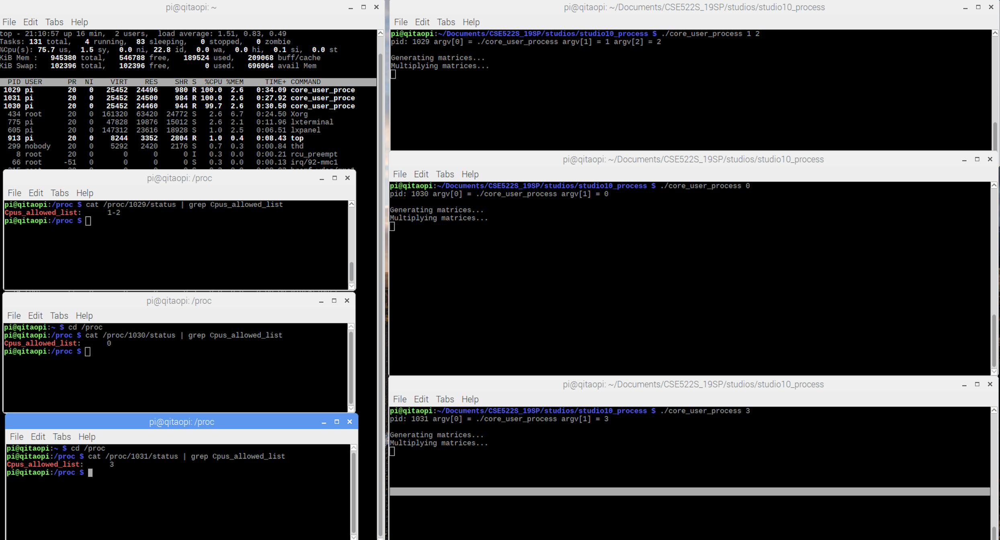 pi@qitaopi: ~
File Edit Tabs Help
top - 21:10:57 up 16 min,  2 users,  load average: 1.51, 0.83, 0.49
Tasks: 131 total,   4 running,  83 sleeping,   0 stopped,   0 zombie
%Cpu(s): 75.7 us,  1.5 sy,  0.0 ni, 22.8 id,  0.0 wa,  0.0 hi,  0.1 si,  0.0 st
KiB Mem :   945380 total,   546788 free,   189524 used,   209068 buff/cache
KiB Swap:   102396 total,   102396 free,        0 used.   696964 avail Mem
PID USER      PR  NI    VIRT    RES    SHR S  %CPU %MEM     TIME+ COMMAND
1029 pi        20   0   25452  24496    980 R 100.0  2.6   0:34.09 core_user_proce
1031 pi        20   0   25452  24500    984 R 100.0  2.6   0:27.92 core_user_proce
1030 pi        20   0   25452  24460    944 R  99.7  2.6   0:30.50 core_user_proce
434 root      20   0  161320  63420  24772 S   2.6  6.7   0:24.50 Xorg
775 pi        20   0   47828  19876  15012 S   2.6  2.1   0:11.96 lxterminal
605 pi        20   0  147312  23616  18928 S   1.0  2.5   0:06.51 lxpanel
913 pi        20   0    8244   3352   2804 R   1.0  0.4   0:08.43 top
299 nobody    20   0    5292   2420   2176 S   0.7  0.3   0:00.84 thd
8 root      20   0       0      0      0 I   0.3  0.0   0:00.21 rcu_preempt
66 root     -51   0       0      0      0 S   0.3  0.0   0:00.13 irq/92-mmc1
pi@qitaopi: /proc
File Edit Tabs Help
pi@qitaopi:/proc $ cat /proc/1029/status | grep Cpus_allowed_list
Cpus_allowed_list:      1-2
pi@qitaopi:/proc $
pi@qitaopi: /proc
File Edit Tabs Help
pi@qitaopi:~ $ cd /proc
pi@qitaopi:/proc $ cat /proc/1030/status | grep Cpus_allowed_list
Cpus_allowed_list:      0
pi@qitaopi:/proc $
pi@qitaopi: /proc
File Edit Tabs Help
pi@qitaopi:~ $ cd /proc
pi@qitaopi:/proc $ cat /proc/1031/status | grep Cpus_allowed_list
Cpus_allowed_list:      3
pi@qitaopi:/proc $
pi@qitaopi: ~/Documents/CSE522S_19SP/studios/studio10_process
File Edit Tabs Help
pi@qitaopi:~/Documents/CSE522S_19SP/studios/studio10_process $ ./core_user_process 1 2
pid: 1029 argv[0] = ./core_user_process argv[1] = 1 argv[2] = 2
Generating matrices...
Multiplying matrices...
pi@qitaopi: ~/Documents/CSE522S_19SP/studios/studio10_process
File Edit Tabs Help
pi@qitaopi:~/Documents/CSE522S_19SP/studios/studio10_process $ ./core_user_process 0
pid: 1030 argv[0] = ./core_user_process argv[1] = 0
Generating matrices...
Multiplying matrices...
pi@qitaopi: ~/Documents/CSE522S_19SP/studios/studio10_process
File Edit Tabs Help
pi@qitaopi:~/Documents/CSE522S_19SP/studios/studio10_process $ ./core_user_process 3
pid: 1031 argv[0] = ./core_user_process argv[1] = 3
Generating matrices...
Multiplying matrices...